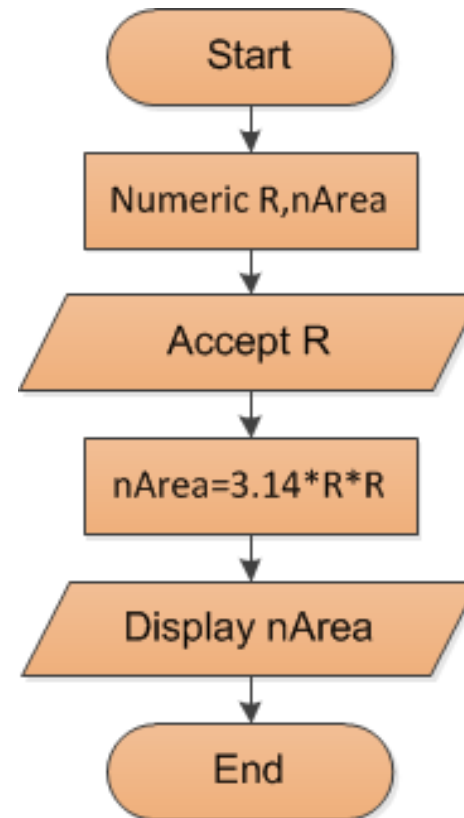 Start
Numeric R,nArea
Accept R
nArea=3.14*R*R
Display nArea
End